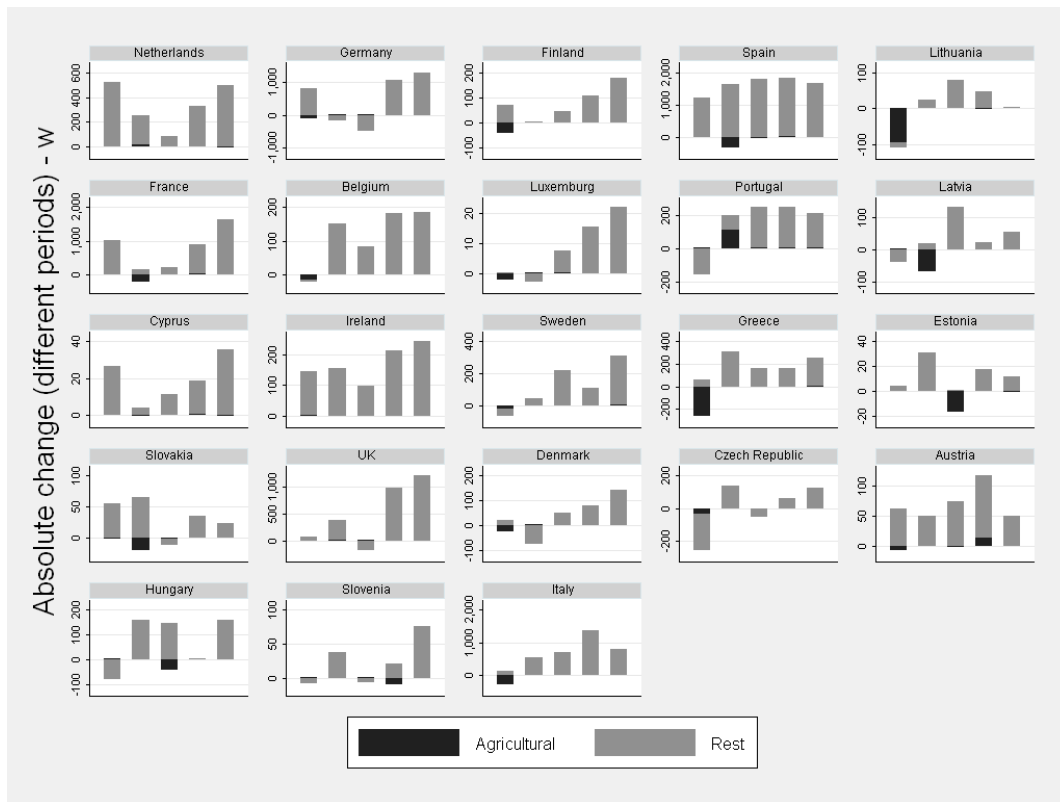 Absolute change (different periods) - w
Netherlands Germany Finland Spain Lithuania
0 200 400 600
-1,000 0 1,000
-100 0 100 200
0 1,000 2,000
-100 0 100
France Belgium Luxemburg Portugal Latvia
0 1,000 2,000
0 100 200
0 10 20
-200 0 200
-100 0 100
Cyprus Ireland Sweden Greece Estonia
0 20 40
0 100 200
0 200 400
-200 0 200 400
-20 0 20 40
Slovakia UK Denmark Czech Republic Austria
0 50 100
0 500 1,000
-100 0 100 200
-200 0 200
0 50 100
Hungary Slovenia Italy
-100 0 100 200
0 50 100
0 1,000 2,000
Agricultural Rest